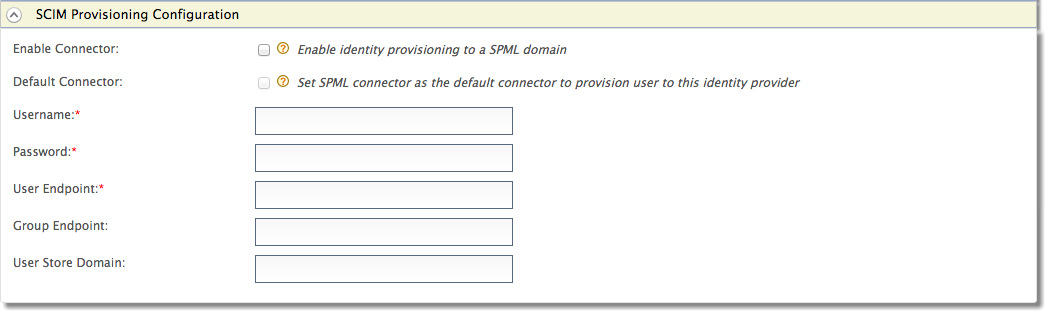 SCIM Provisioning Configuration
Enable Connector: Enable identity provisioning to a SPML domain
Default Connector: Set SPML connector as the default connector to provision user to this identity provider
Username:*
Password:*
User Endpoint:*
Group Endpoint:
User Store Domain: